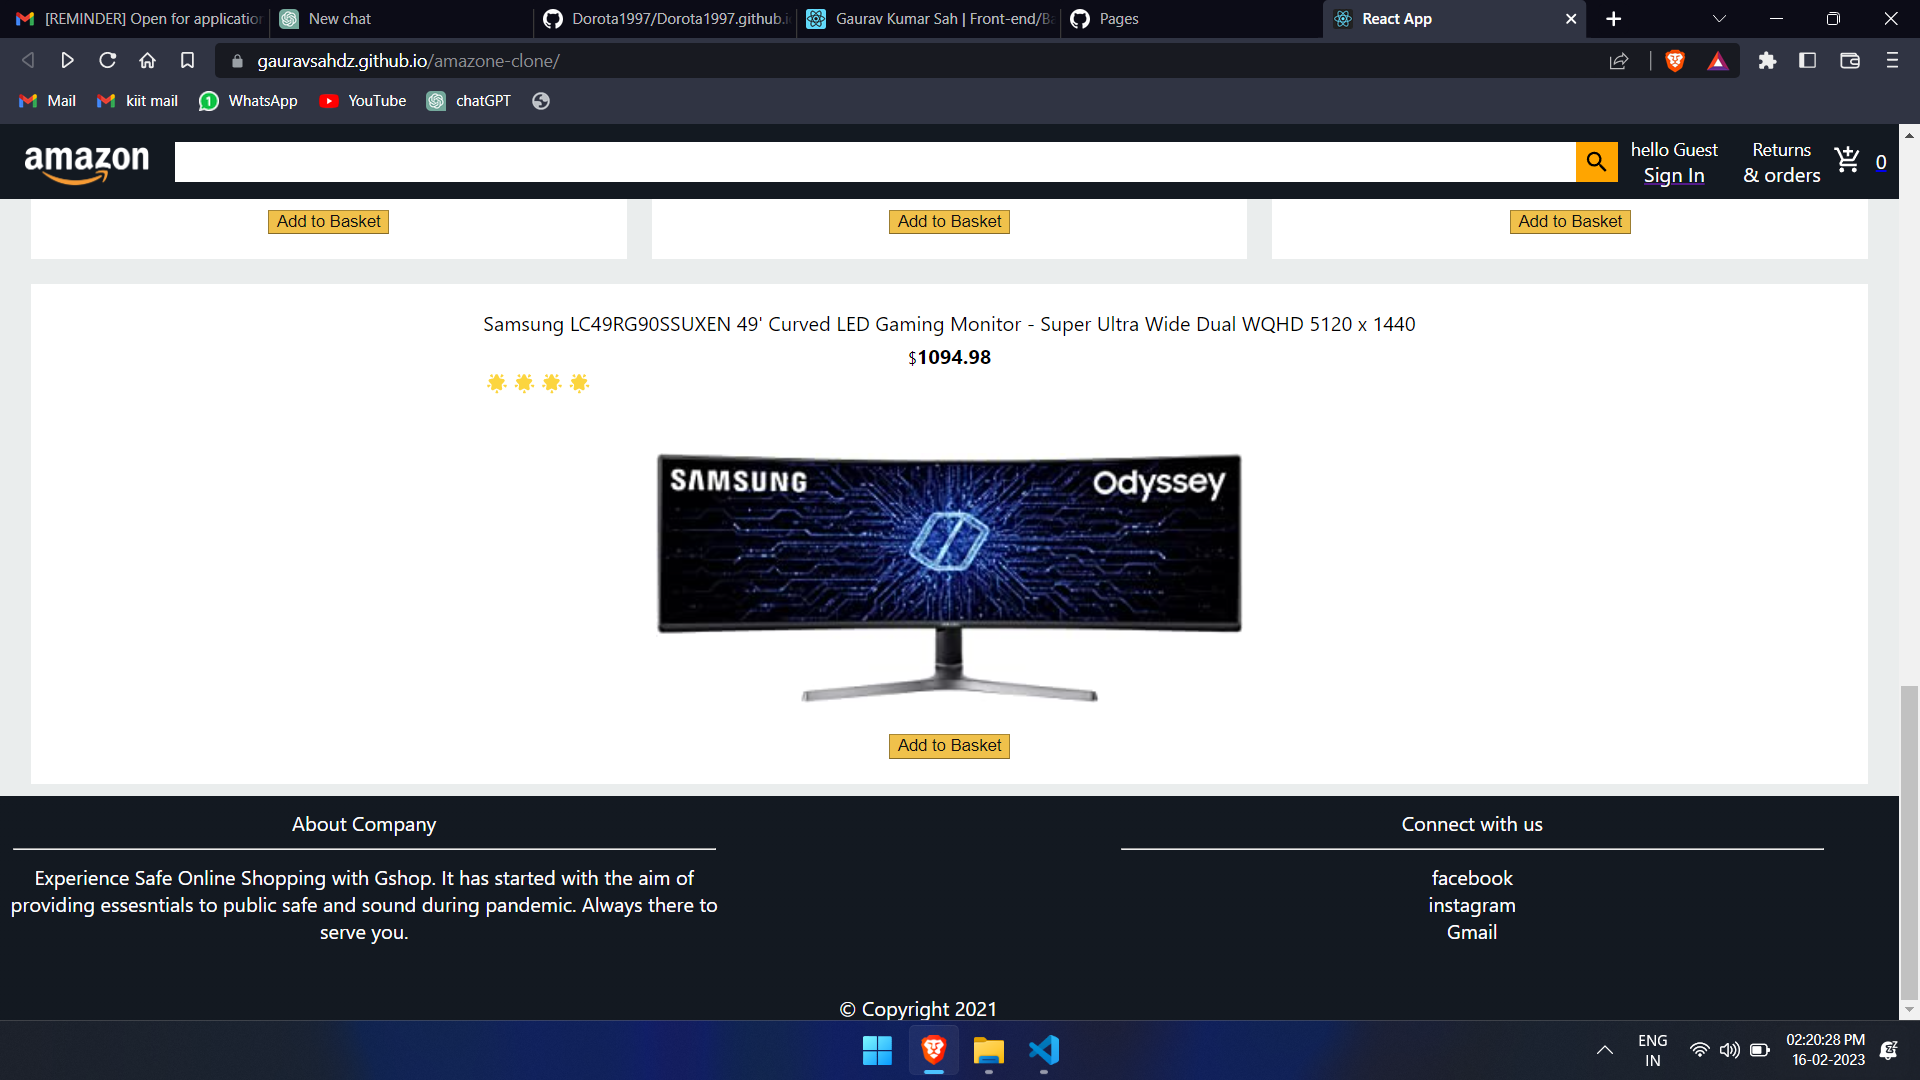 [REMINDER] Open for application
New chat
Dorota1997/Dorota1997.github.i
Gaurav Kumar Sah | Front-end/Ba
Pages
React App
gauravsahdz.github.io/amazone-clone/
Mail
kiit mail
1
WhatsApp
YouTube
chatGPT
amazon
hello Guest
Sign In
Returns
& orders
0
Add to Basket
Add to Basket
Add to Basket
Samsung LC49RG90SSUXEN 49' Curved LED Gaming Monitor - Super Ultra Wide Dual WQHD 5120 x 1440
$1094.98
SAMSUNG
Odyssey
Add to Basket
About Company
Experience Safe Online Shopping with Gshop. It has started with the aim of
providing essesntials to public safe and sound during pandemic. Always there to
serve you.
Connect with us
facebook
instagram
Gmail
© Copyright 2021
ENG
IN
02:20:28 PM
16-02-2023